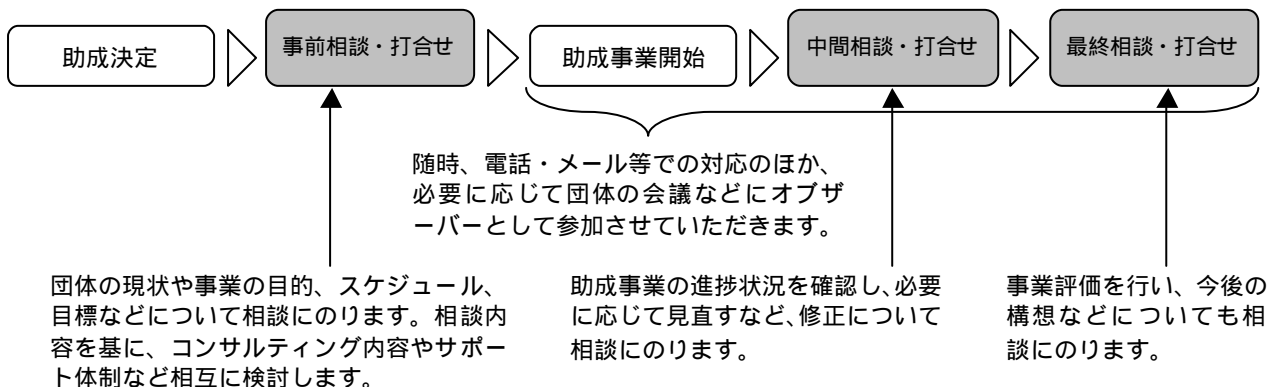 助成決定
事前相談・打合せ
助成事業開始
中間相談・打合せ
最終相談・打合せ
随時、電話・メール等での対応のほか、
必要に応じて団体の会議などにオブザ
ーバーとして参加させていただきます。
団体の現状や事業の目的、スケジュール、
目標などについて相談にのります。相談内
容を基に、コンサルティング内容やサポー
ト体制など相互に検討します。
助成事業の進捗状況を確認し、必要
に応じて見直すなど、修正について
相談にのります。
事業評価を行い、今後の
構想などについても相
談にのります。